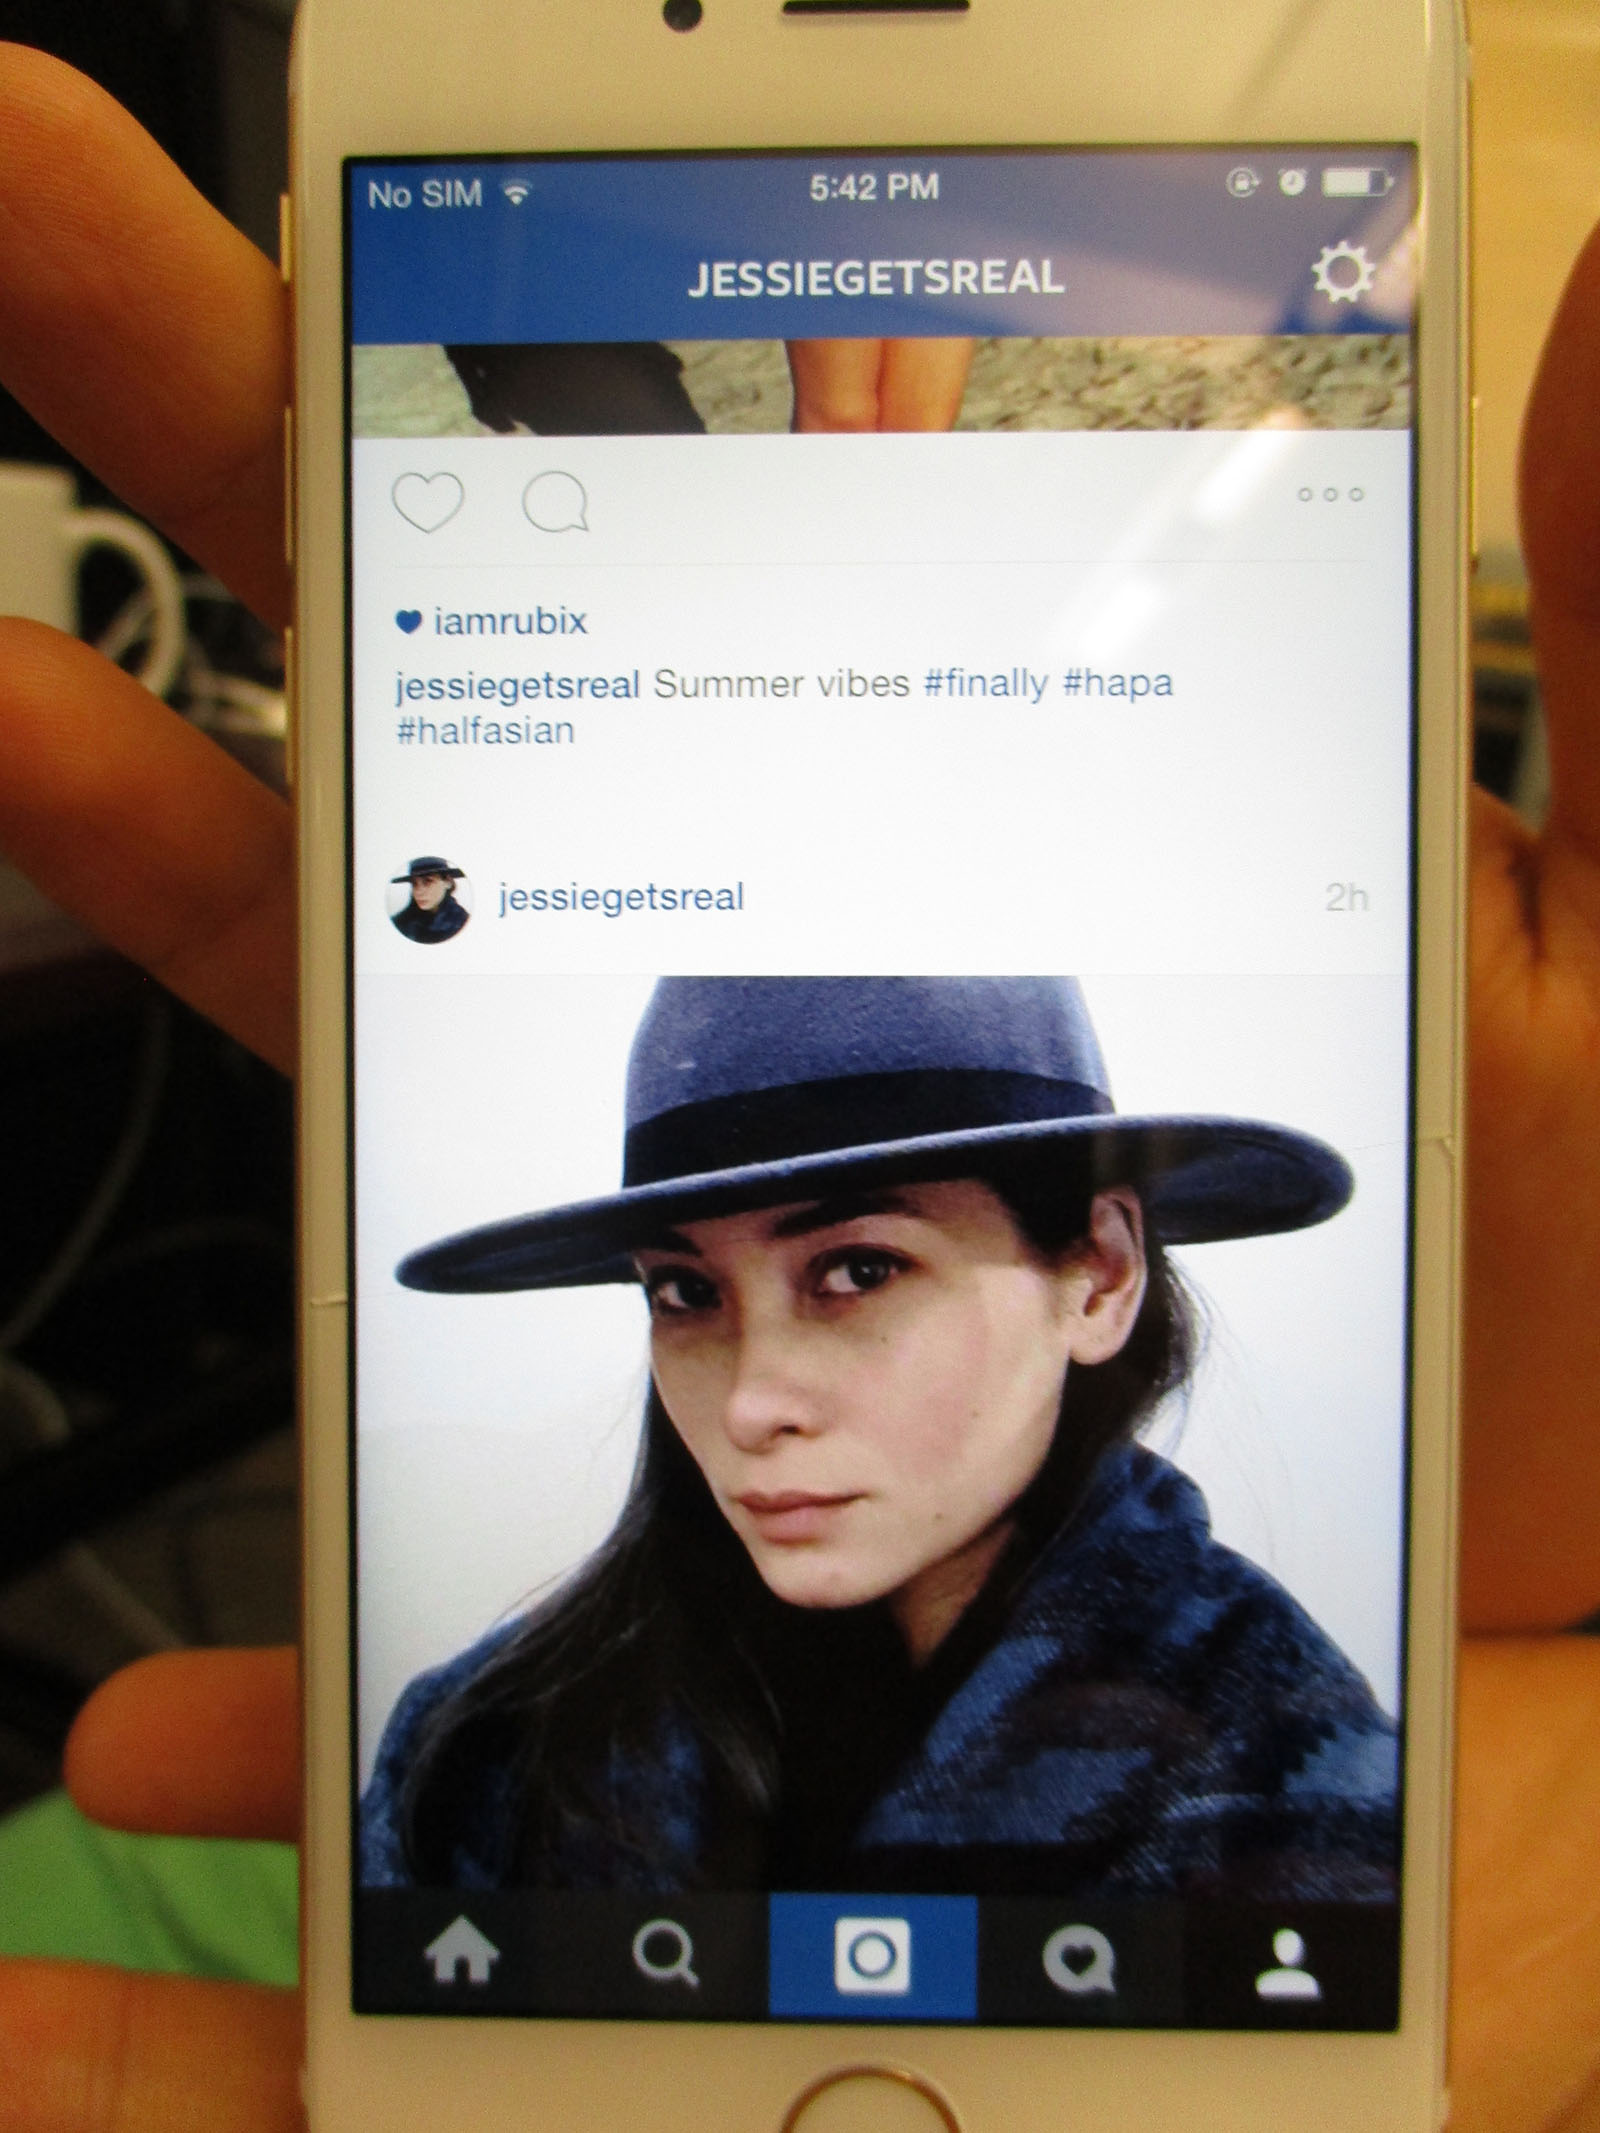 No SIM 5:42 PM
JESSIEGETSREAL
iamrubix
jessiegetsreal Summer vibes #finally #hapa
#halfasian
jessiegetsreal 2h